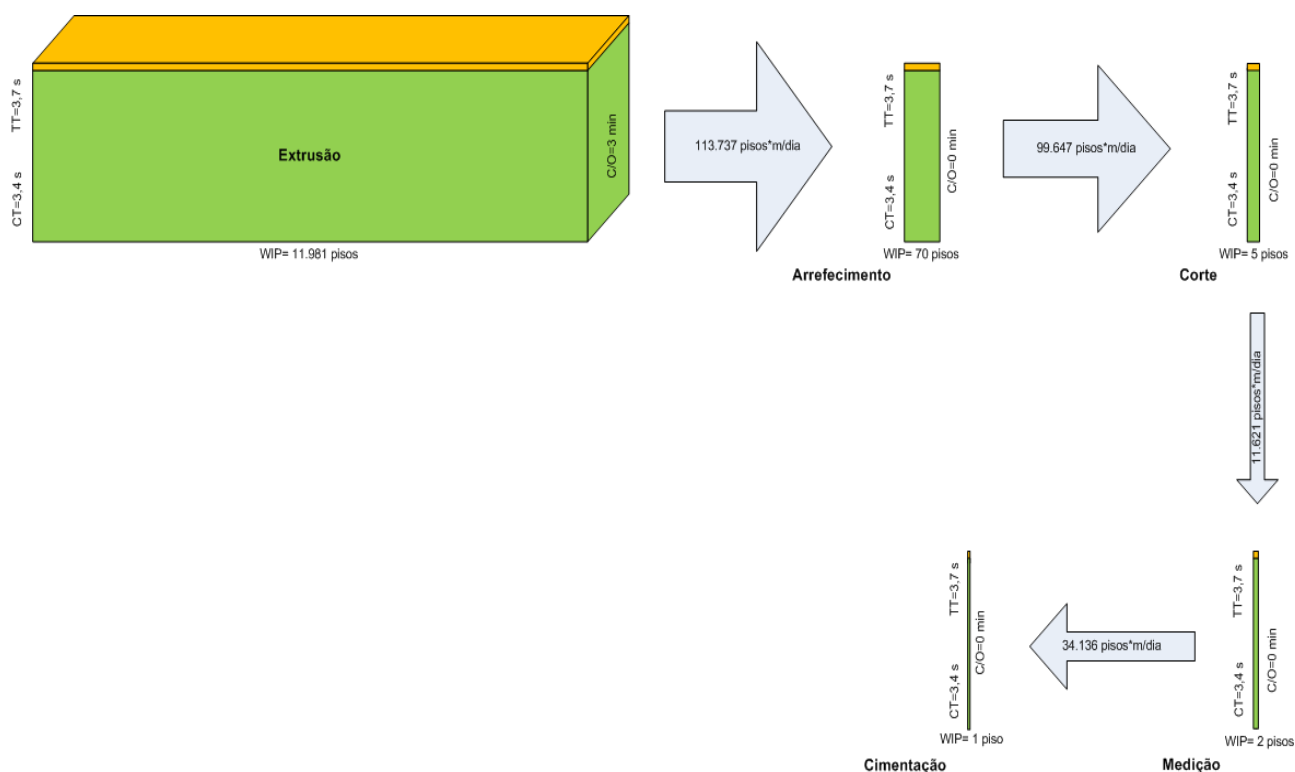 TT=3,7 s
CT=3,4 s
Extrusão
C/O=3 min
WIP= 11.981 pisos
113.737 pisos*m/dia
TT=3,7 s
CT=3,4 s
C/O=0 min
WIP= 70 pisos
Arrefecimento
99.647 pisos*m/dia
TT=3,7 s
CT=3,4 s
C/O=0 min
WIP= 5 pisos
Corte
11.621 pisos*m/dia
TT=3,7 s
CT=3,4 s
C/O=0 min
WIP= 2 pisos
Medição
34.136 pisos*m/dia
TT=3,7 s
CT=3,4 s
C/O=0 min
WIP= 1 piso
Cimentação